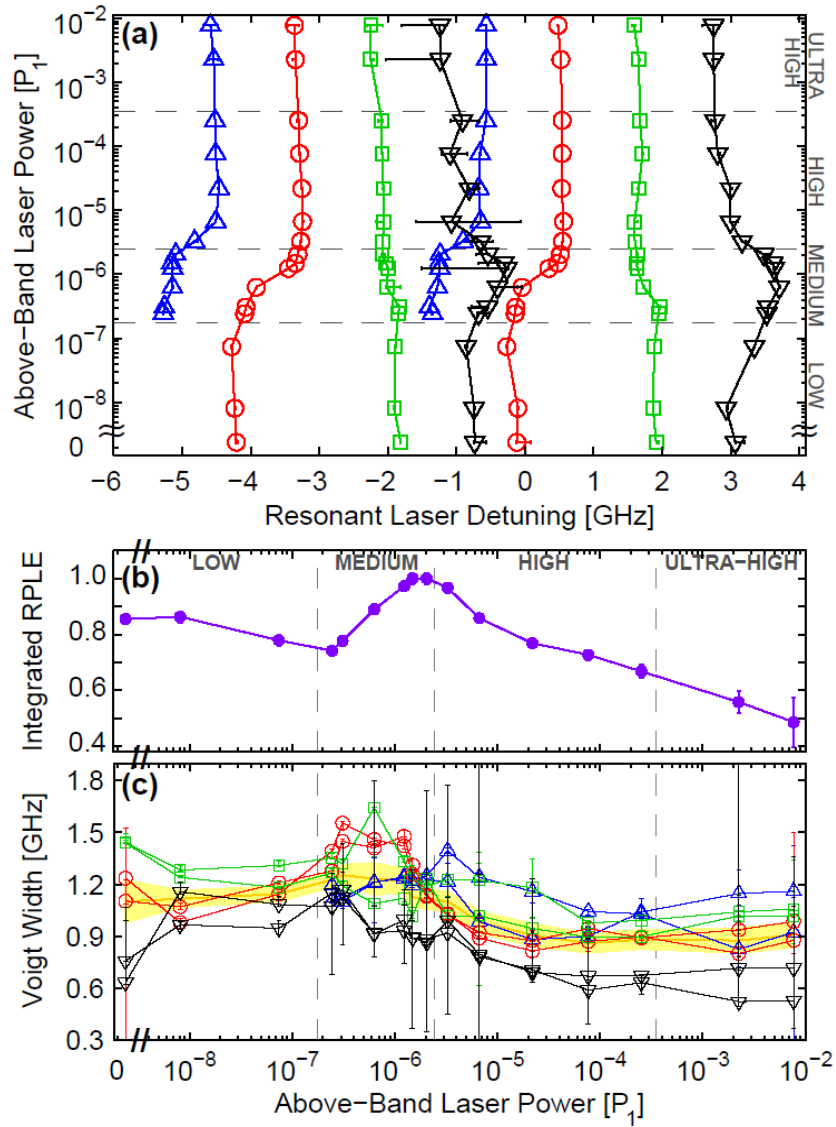 (a)
Above−Band Laser Power [P1]
10−2
10−3
10−4
10−5
10−6
10−7
10−8
0
ULTRA HIGH
HIGH
MEDIUM
LOW
−6 −5 −4 −3 −2 −1 0 1 2 3 4
Resonant Laser Detuning [GHz]
(b)
LOW MEDIUM HIGH ULTRA−HIGH
Integrated RPLE
1.0
0.8
0.6
0.4
(c)
Voigt Width [GHz]
1.8
1.5
1.2
0.9
0.6
0.3
0 10−8 10−7 10−6 10−5 10−4 10−3 10−2
Above−Band Laser Power [P1]